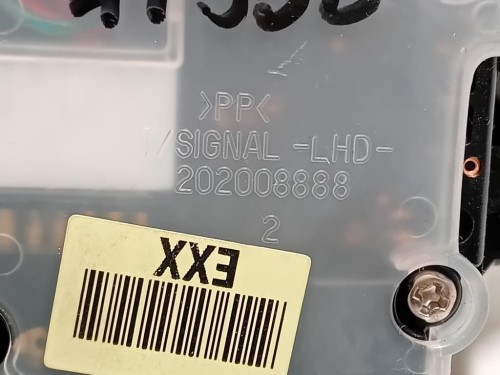 >PP<
T/SIGNAL -LHD-
202008888
2
EXX